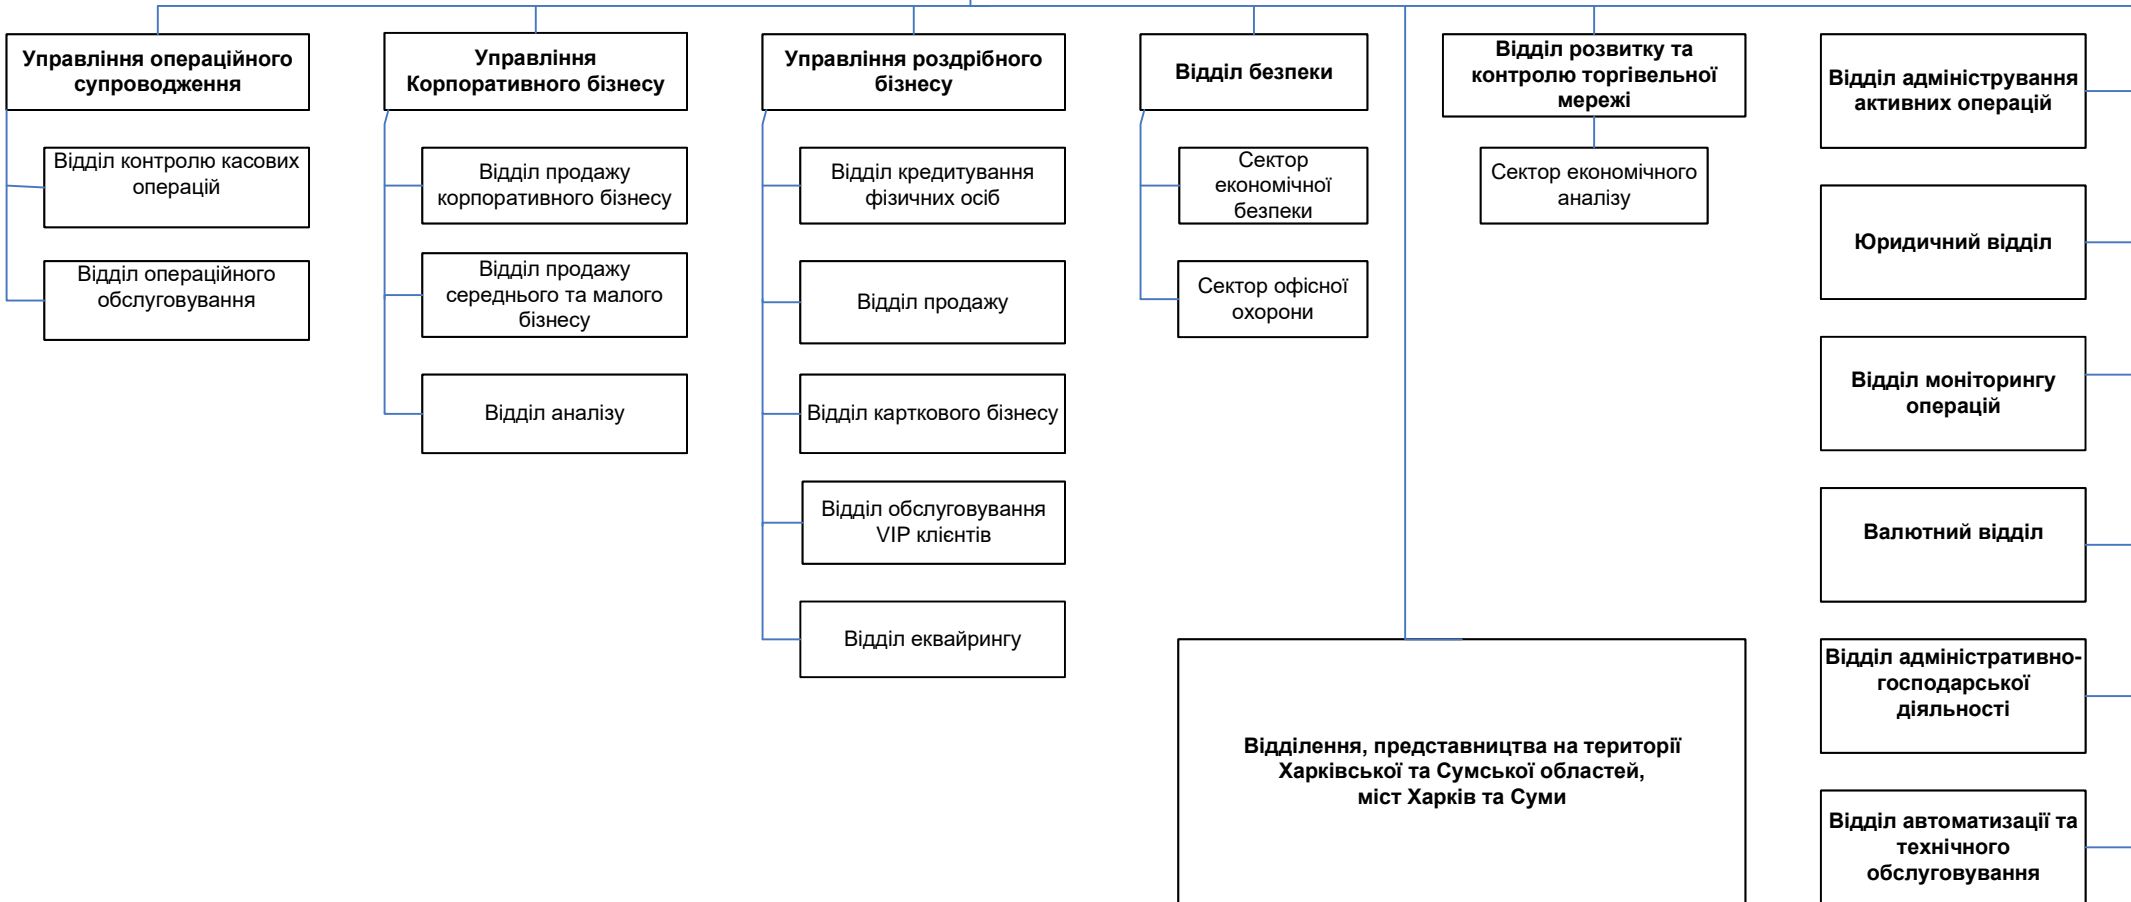 Управління операційного
супроводження
Відділ контролю касових
операцій
Відділ операційного
обслуговування
Управління
Корпоративного бізнесу
Відділ продажу
корпоративного бізнесу
Відділ продажу
середнього та малого
бізнесу
Відділ аналізу
Управління роздрібного
бізнесу
Відділ кредитування
фізичних осіб
Відділ продажу
Відділ карткового бізнесу
Відділ обслуговування
VIP клієнтів
Відділ еквайрингу
Відділ безпеки
Сектор
економічної
безпеки
Сектор офісної
охорони
Відділ розвитку та
контролю торгівельної
мережі
Сектор економічного
аналізу
Відділення, представництва на території
Харківської та Сумської областей,
міст Харків та Суми
Відділ адміністрування
активних операцій
Юридичний відділ
Відділ моніторингу
операцій
Валютний відділ
Відділ адміністративно-
господарської
діяльності
Відділ автоматизації та
технічного
обслуговування